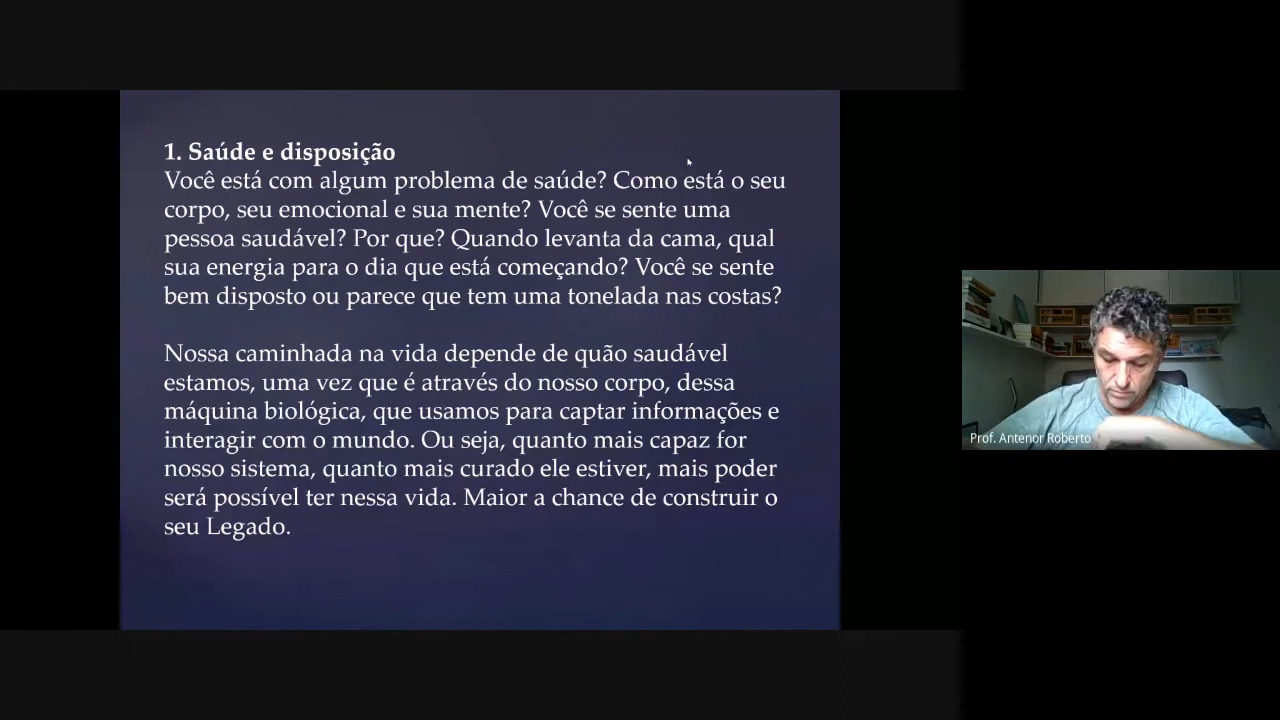 1. Saúde e disposição
Você está com algum problema de saúde? Como está o seu
corpo, seu emocional e sua mente? Você se sente uma
pessoa saudável? Por que? Quando levanta da cama, qual
sua energia para o dia que está começando? Você se sente
bem disposto ou parece que tem uma tonelada nas costas?
Nossa caminhada na vida depende de quão saudável
estamos, uma vez que é através do nosso corpo, dessa
máquina biológica, que usamos para captar informações e
interagir com o mundo. Ou seja, quanto mais capaz for
nosso sistema, quanto mais curado ele estiver, mais poder
será possível ter nessa vida. Maior a chance de construir o
seu Legado.
Prof. Antenor Roberto